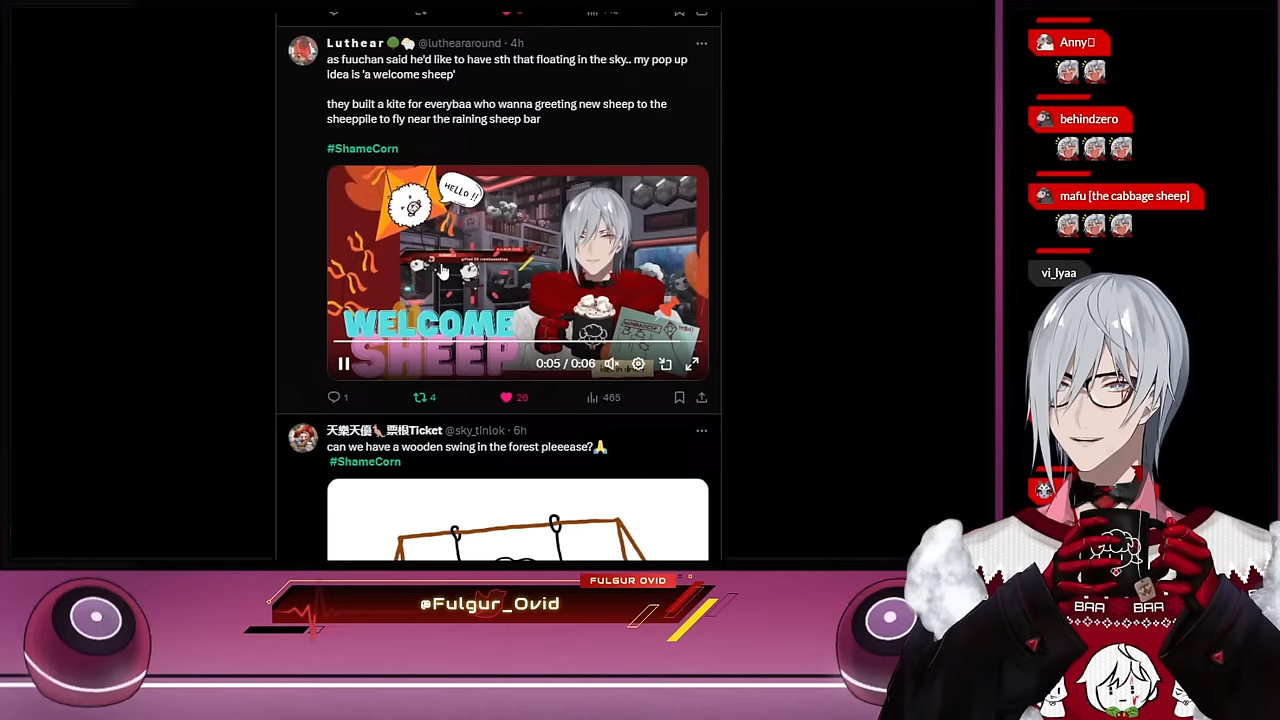 Luthear🌳🐑 @lutheararound · 4h
as fuuchan said he'd like to have sth that floating in the sky.. my pop up
idea is 'a welcome sheep'
they built a kite for everybaa who wanna greeting new sheep to the
sheeppile to fly near the raining sheep bar
#ShameCorn
HELLO !!
WELCOME
SHEEP
0:05 / 0:06
1
4
26
465
天樂天優🦘票根Ticket @sky_tinlok · 6h
can we have a wooden swing in the forest pleeease?🙏
#ShameCorn
FULGUR OVID
@Fulgur_Ovid
Anny
behindzero
mafu [the cabbage sheep]
vi_lyaa
BAA BAA